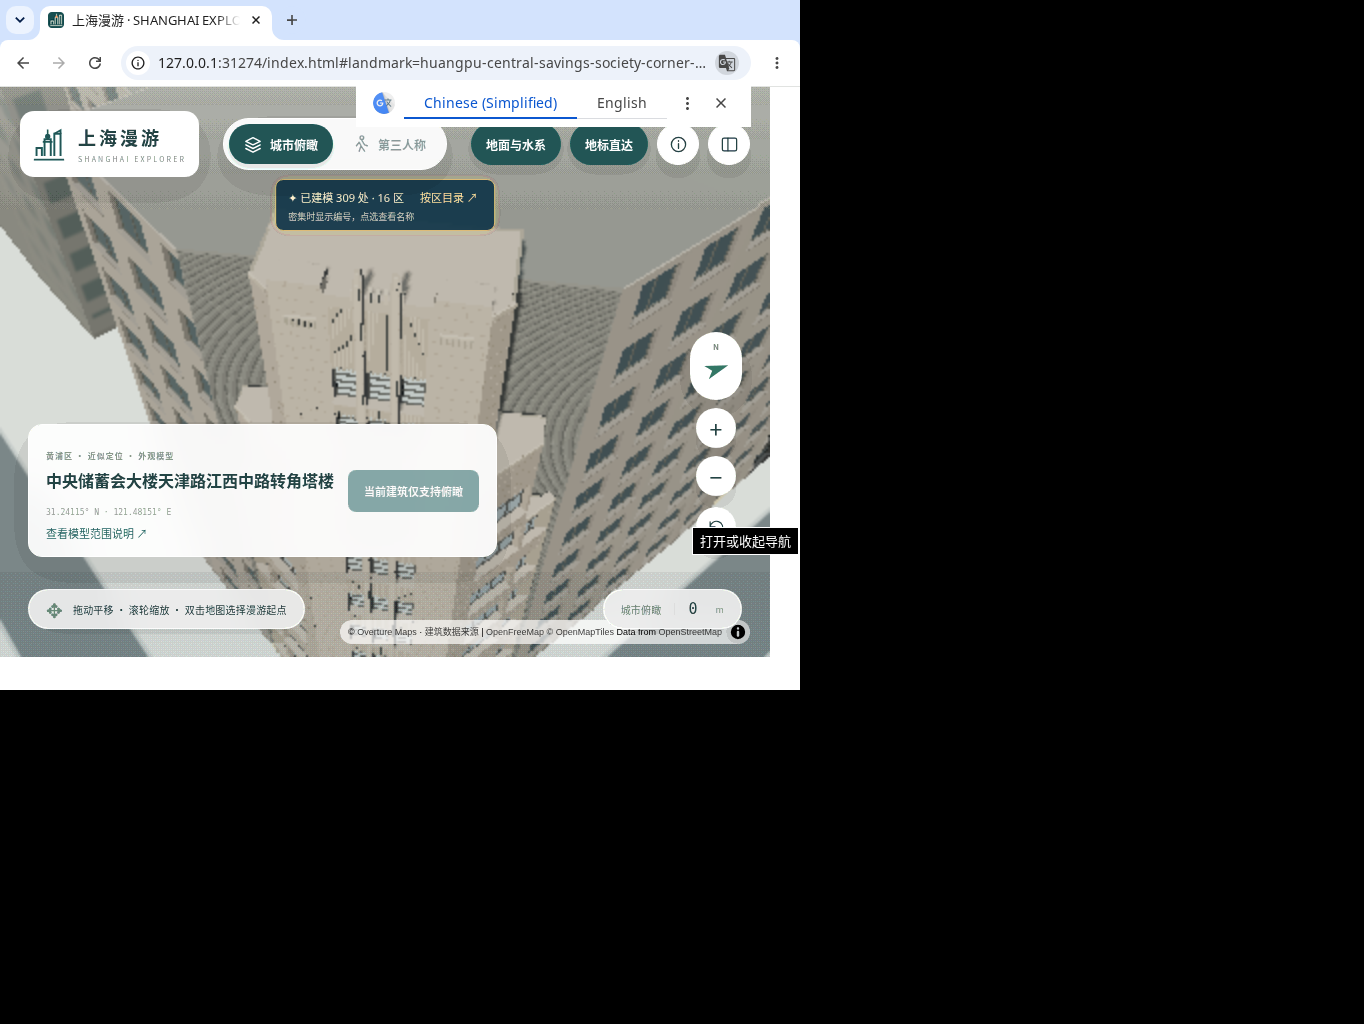 上海漫游 · SHANGHAI EXPLO
127.0.0.1:31274/index.html#landmark=huangpu-central-savings-society-corner-...
Chinese (Simplified)
English
上海漫游
SHANGHAI EXPLORER
城市俯瞰
第三人称
地面与水系
地标直达
✦ 已建模 309 处 · 16 区
按区目录 ↗
密集时显示编号，点选查看名称
N
黄浦区 · 近似定位 · 外观模型
中央储蓄会大楼天津路江西中路转角塔楼
当前建筑仅支持俯瞰
31.24115° N · 121.48151° E
查看模型范围说明 ↗
打开或收起导航
拖动平移 · 滚轮缩放 · 双击地图选择漫游起点
城市俯瞰
0 m
© Overture Maps · 建筑数据来源 | OpenFreeMap © OpenMapTiles Data from OpenStreetMap